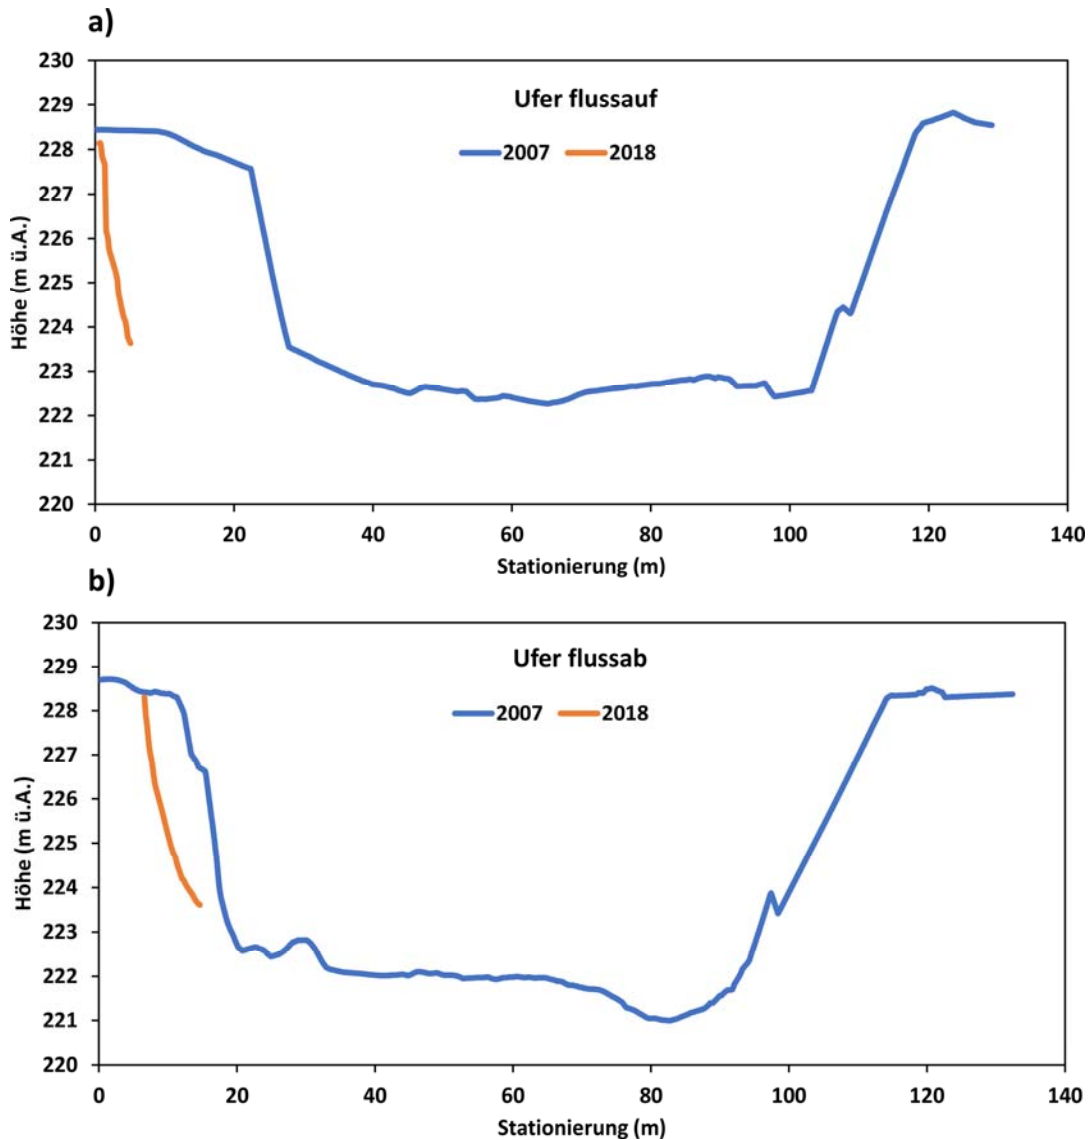 a)
Ufer flussauf
2007 2018
Höhe (m ü.A.)
230
229
228
227
226
225
224
223
222
221
220
0 20 40 60 80 100 120 140
Stationierung (m)
b)
Ufer flussab
2007 2018
Höhe (m ü.A.)
230
229
228
227
226
225
224
223
222
221
220
0 20 40 60 80 100 120 140
Stationierung (m)